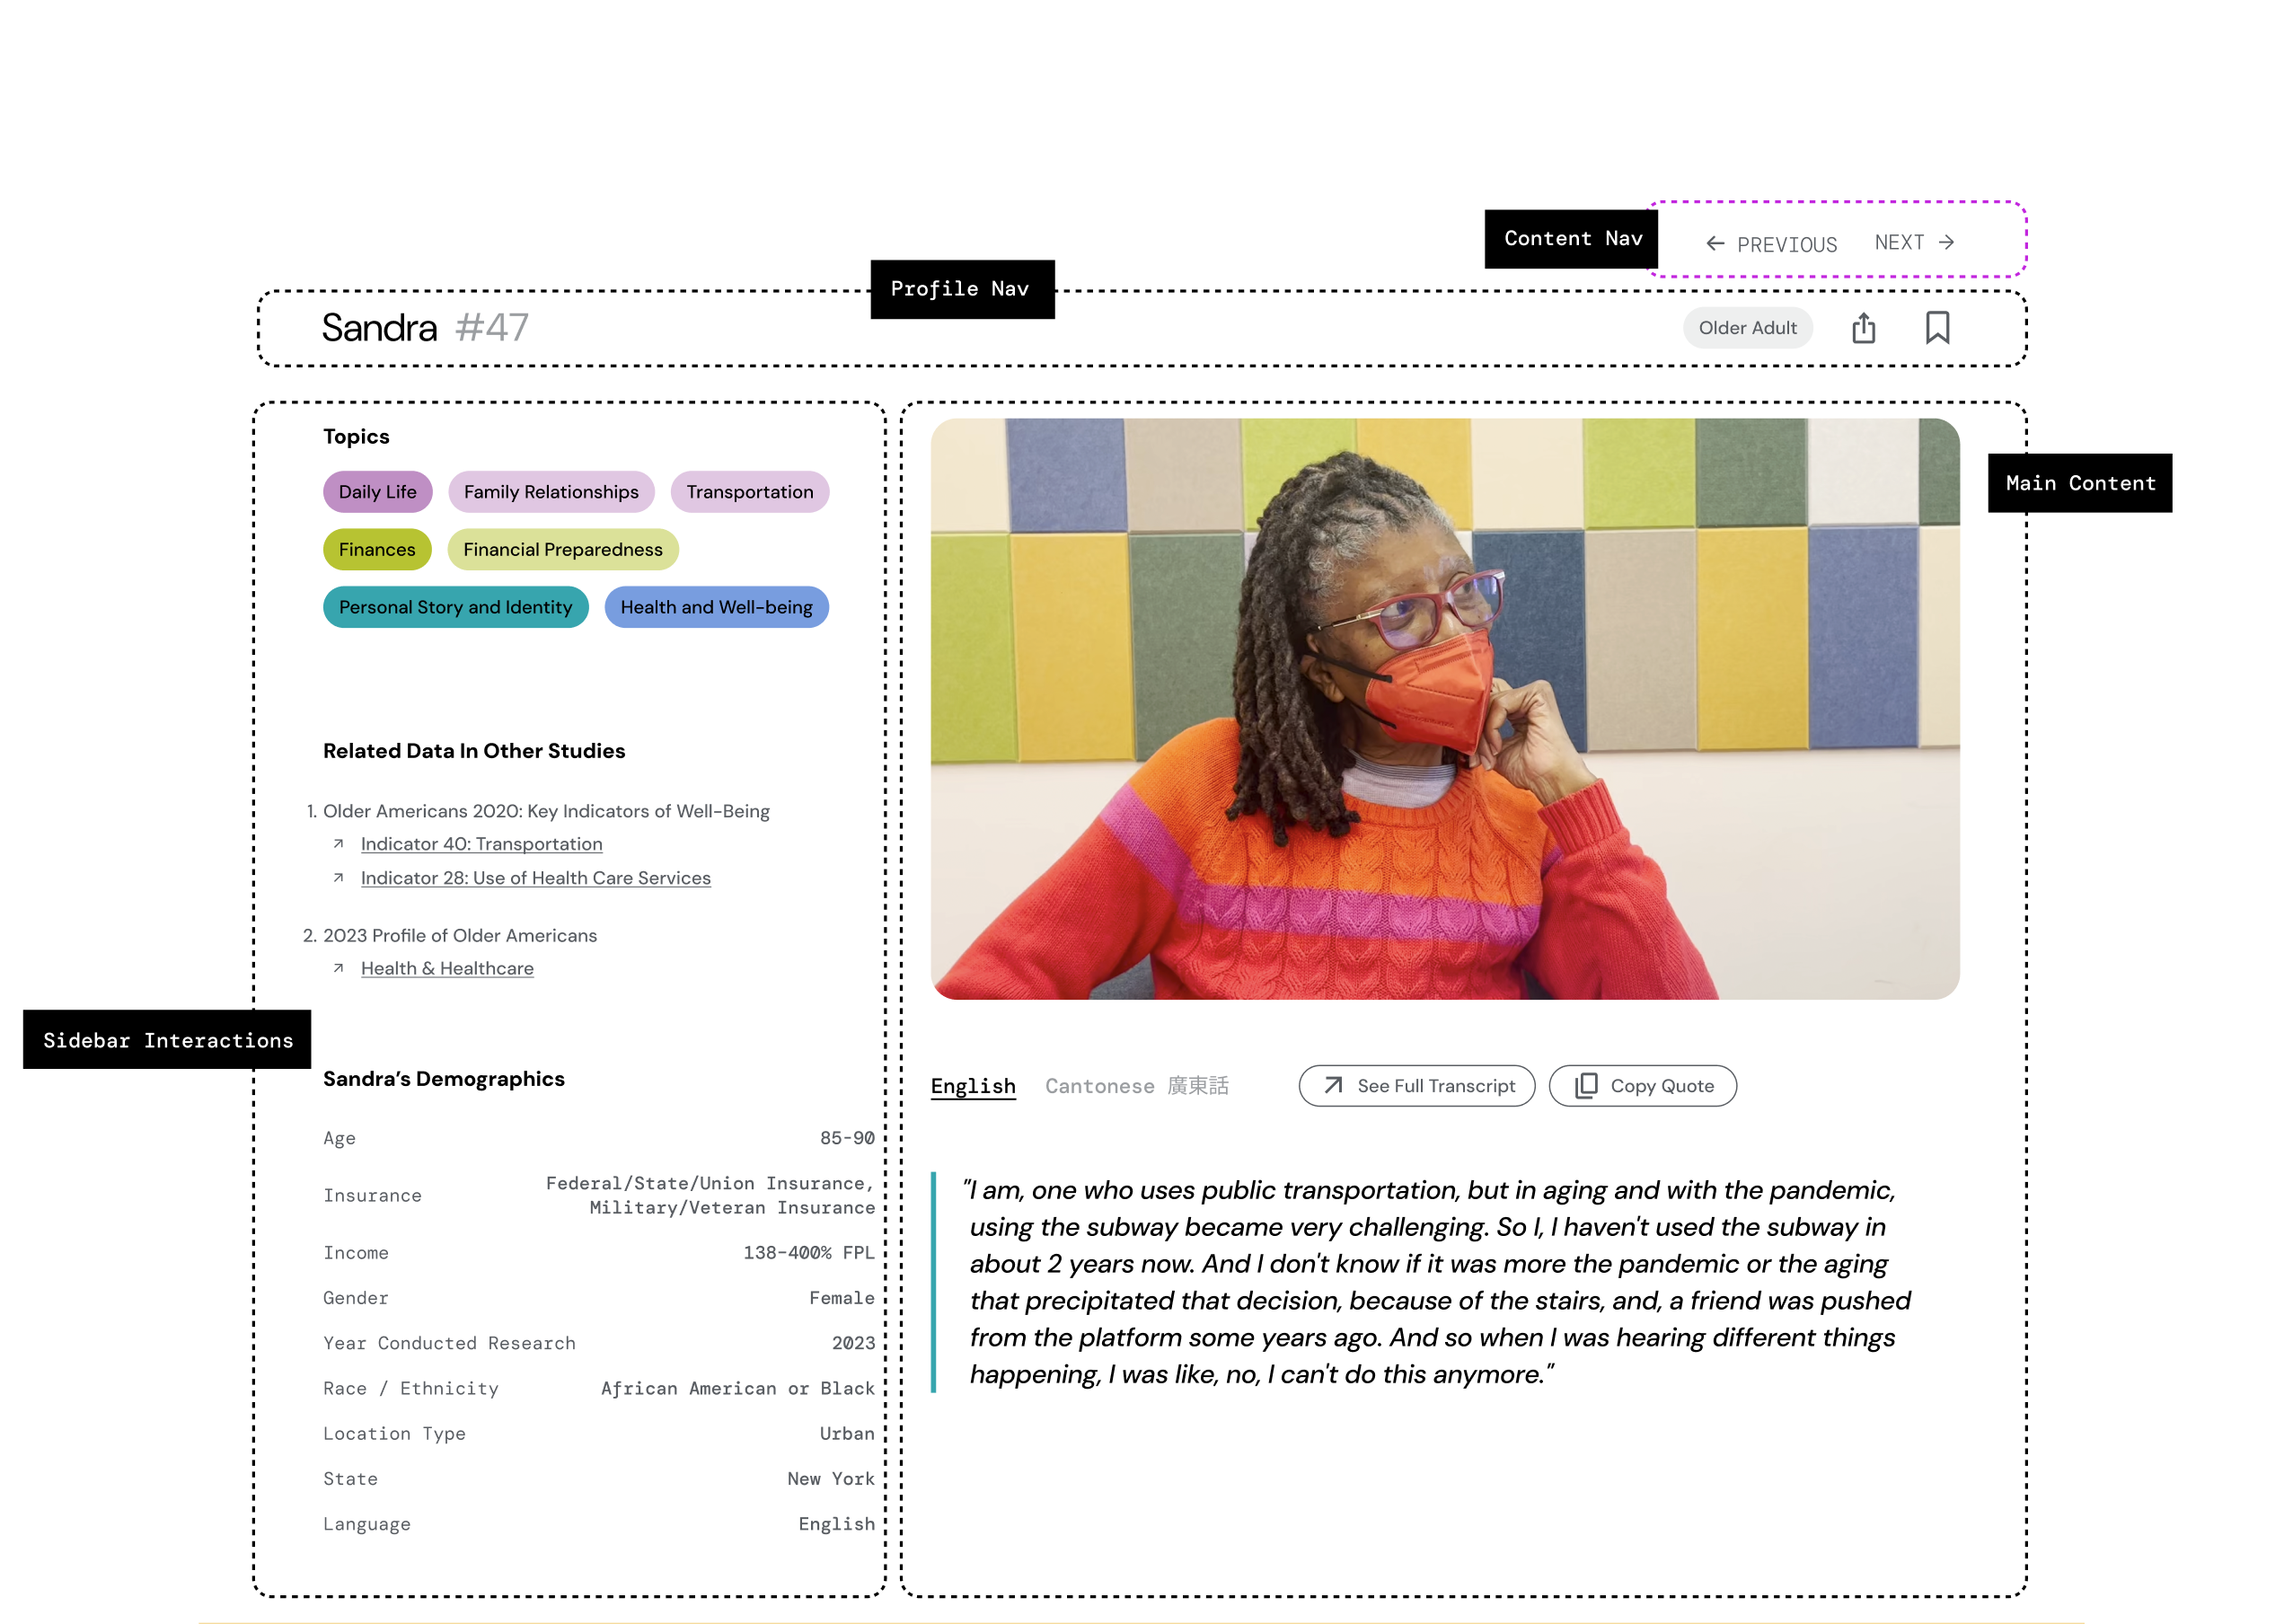 Content Nav
← PREVIOUS NEXT →
Profile Nav
Sandra #47
Older Adult
Topics
Daily Life Family Relationships Transportation
Finances Financial Preparedness
Personal Story and Identity Health and Well-being
Related Data In Other Studies
1. Older Americans 2020: Key Indicators of Well-Being
Indicator 40: Transportation
Indicator 28: Use of Health Care Services
2. 2023 Profile of Older Americans
Health & Healthcare
Sidebar Interactions
Sandra’s Demographics
Age 85-90
Insurance Federal/State/Union Insurance,
Military/Veteran Insurance
Income 138-400% FPL
Gender Female
Year Conducted Research 2023
Race / Ethnicity African American or Black
Location Type Urban
State New York
Language English
Main Content
English Cantonese 廣東話 See Full Transcript Copy Quote
"I am, one who uses public transportation, but in aging and with the pandemic,
using the subway became very challenging. So I, I haven't used the subway in
about 2 years now. And I don't know if it was more the pandemic or the aging
that precipitated that decision, because of the stairs, and, a friend was pushed
from the platform some years ago. And so when I was hearing different things
happening, I was like, no, I can't do this anymore."